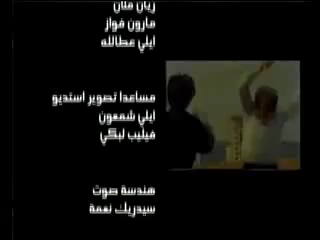 مارون فواز
ايلي عطالله
مساعدا تصوير استديو
ايلي شمعون
فيليب لبكي
هندسة صوت
سيدريك نعمة